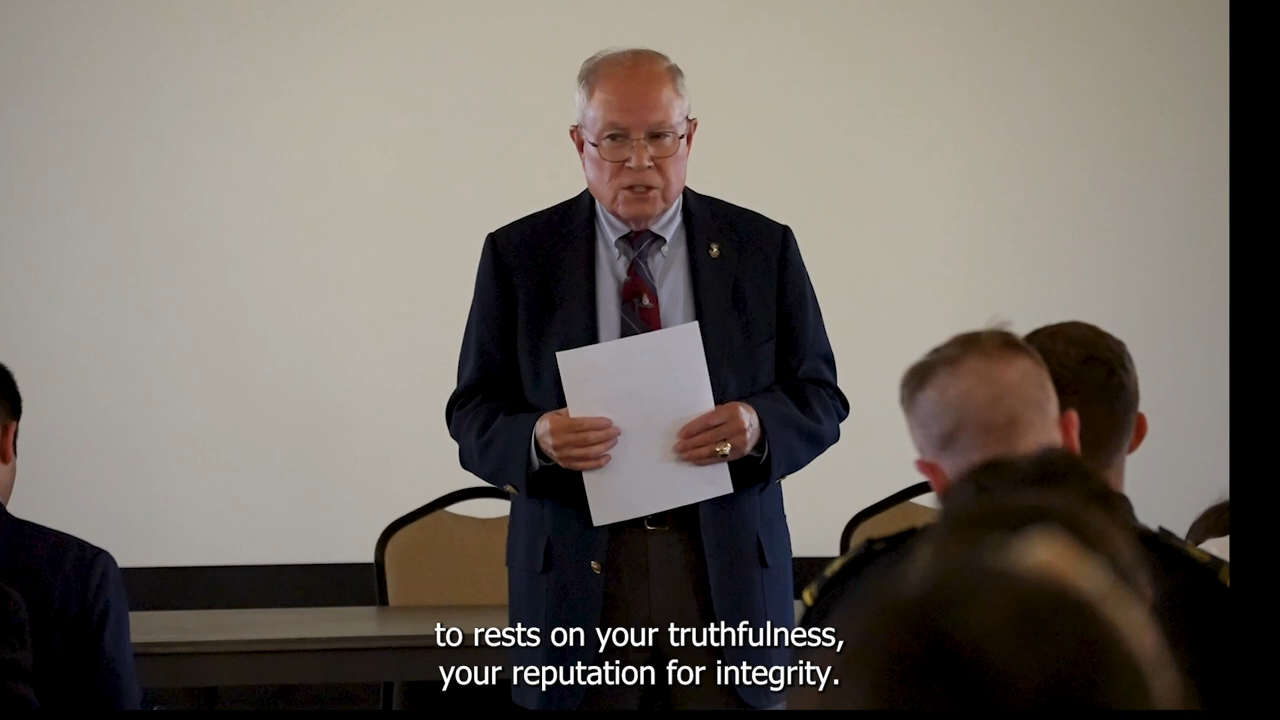 to rests on your truthfulness,
your reputation for integrity.